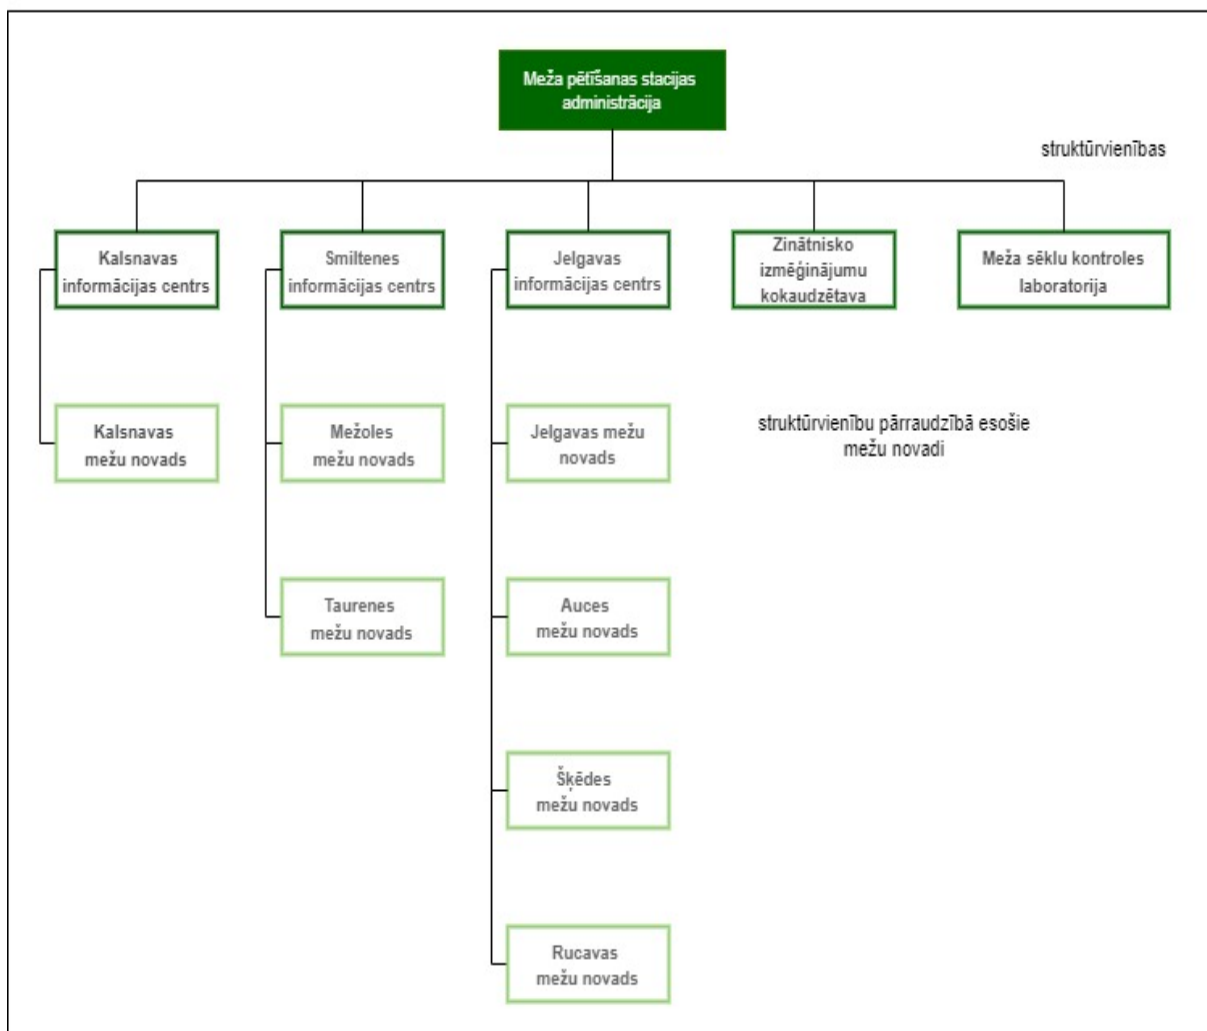 Meža pētīšanas stacijas
administrācija
struktūrvienības
Kalsnavas
informācijas centrs
Smiltenes
informācijas centrs
Jelgavas
informācijas centrs
Zinātnisko
izmēģinājumu
kokaudzētava
Meža sēklu kontroles
laboratorija
Kalsnavas
mežu novads
Mežoles
mežu novads
Jelgavas mežu
novads
struktūrvienību pārraudzībā esošie
mežu novadi
Taurenes
mežu novads
Auces
mežu novads
Šķēdes
mežu novads
Rucavas
mežu novads